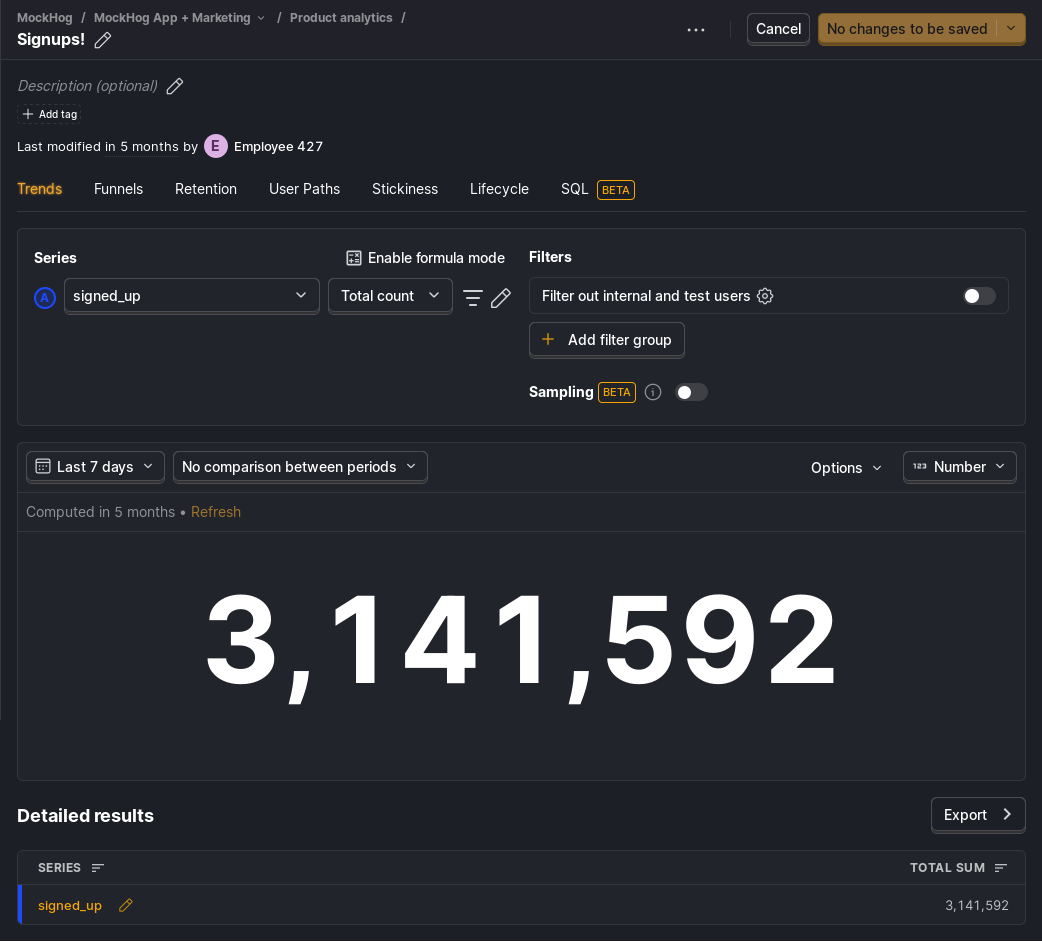 MockHog / MockHog App + Marketing / Product analytics /
Signups!
Cancel
No changes to be saved
Description (optional)
Add tag
Last modified in 5 months by E Employee 427
Trends Funnels Retention User Paths Stickiness Lifecycle SQL BETA
Series
Enable formula mode
A signed_up Total count
Filters
Filter out internal and test users
+ Add filter group
Sampling BETA
Last 7 days No comparison between periods Options 123 Number
Computed in 5 months • Refresh
3,141,592
Detailed results
Export
SERIES TOTAL SUM
signed_up 3,141,592